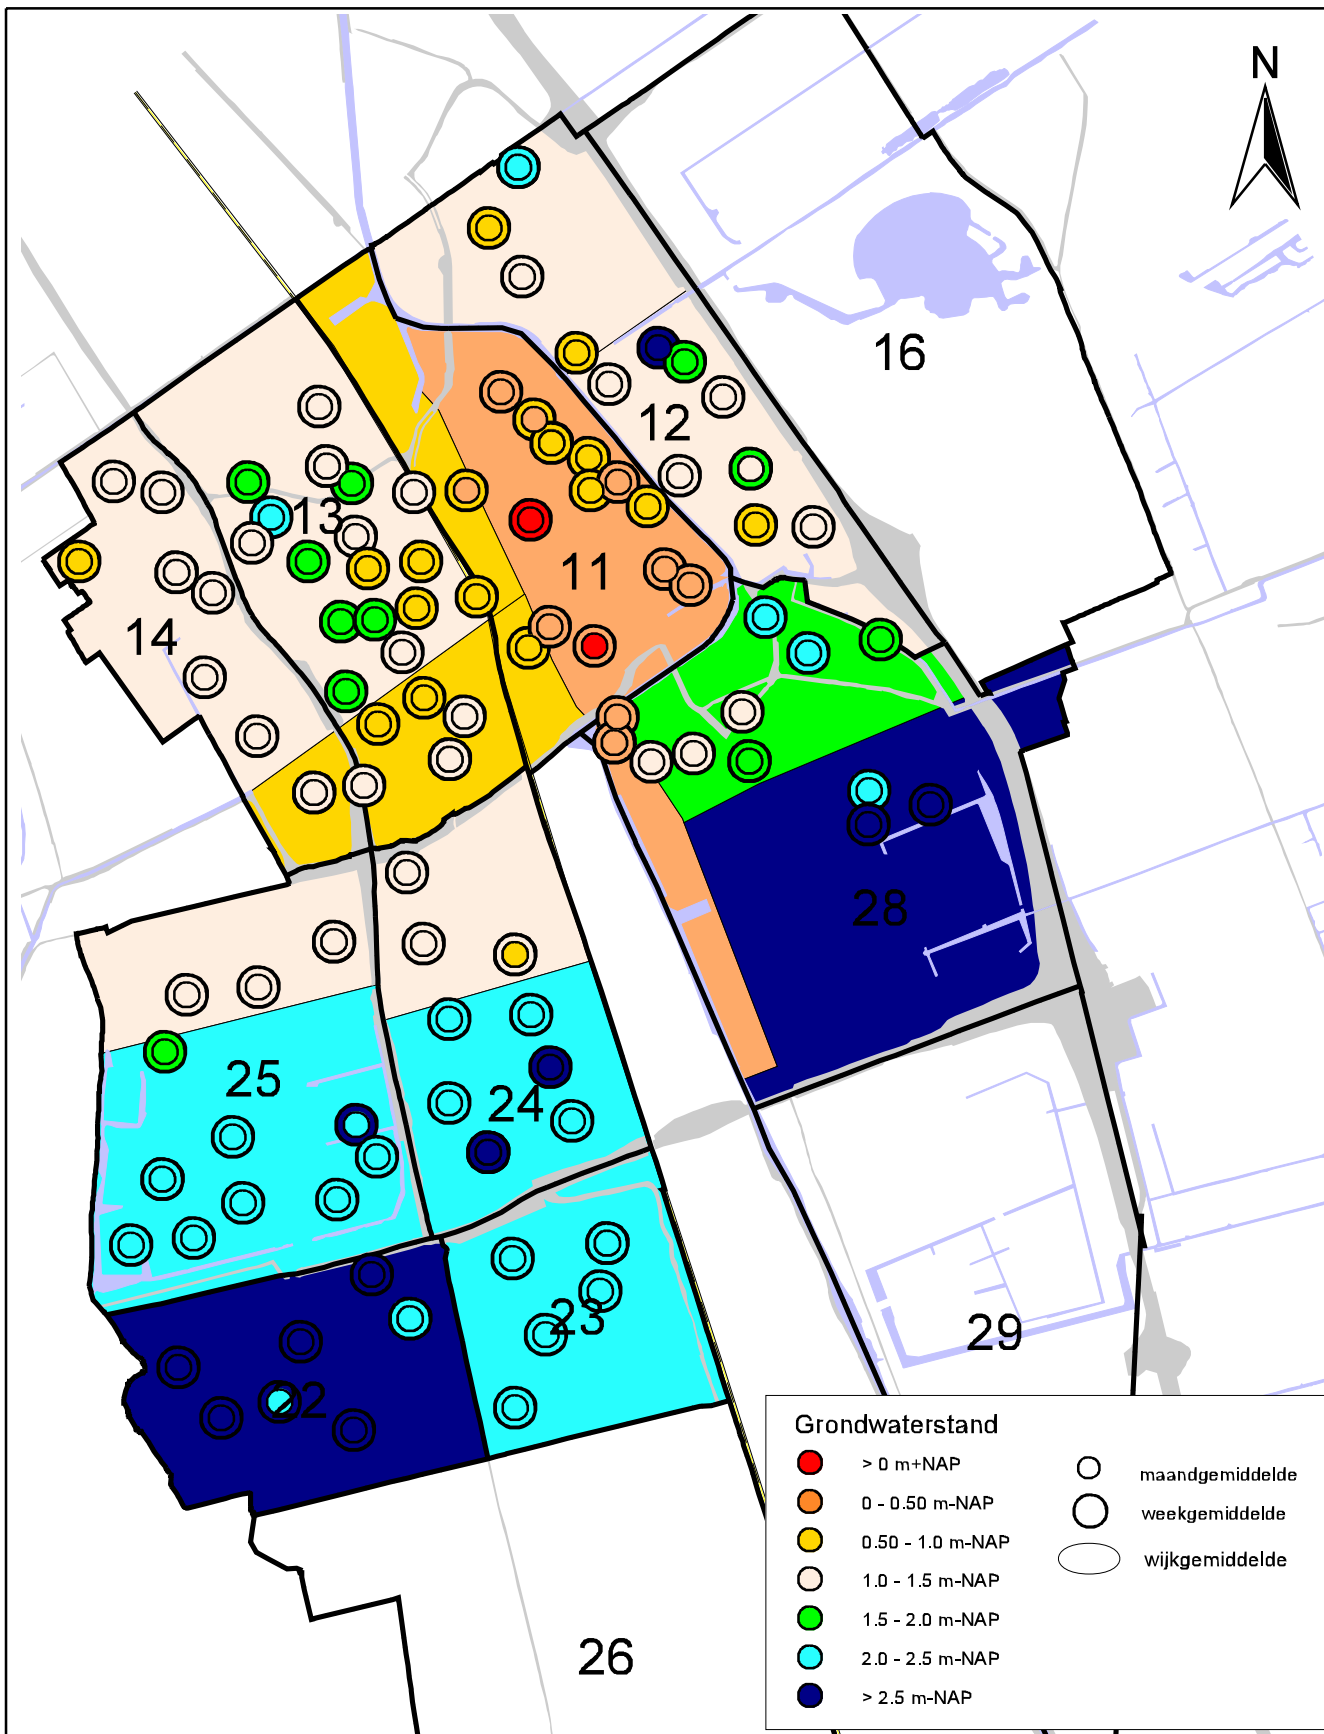 N
16
12
13
11
14
28
25
24
23
29
22
26
Grondwaterstand
> 0 m+NAP
0 - 0.50 m-NAP
0.50 - 1.0 m-NAP
1.0 - 1.5 m-NAP
1.5 - 2.0 m-NAP
2.0 - 2.5 m-NAP
> 2.5 m-NAP
maandgemiddelde
weekgemiddelde
wijkgemiddelde